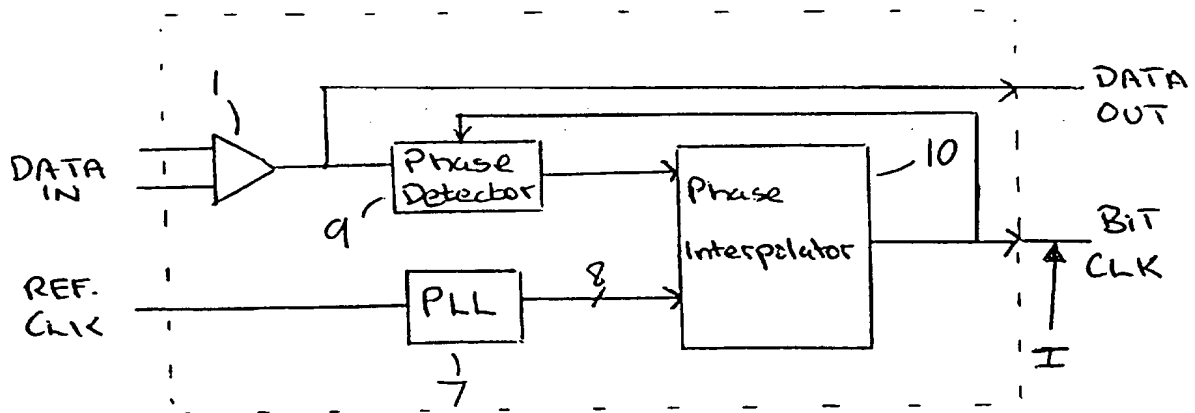 1
DATA
OUT
DATA
IN
Phase
Detector
9
10
Phase
Interpolator
BiT
CLK
REF.
CLK
PLL
8
7
I